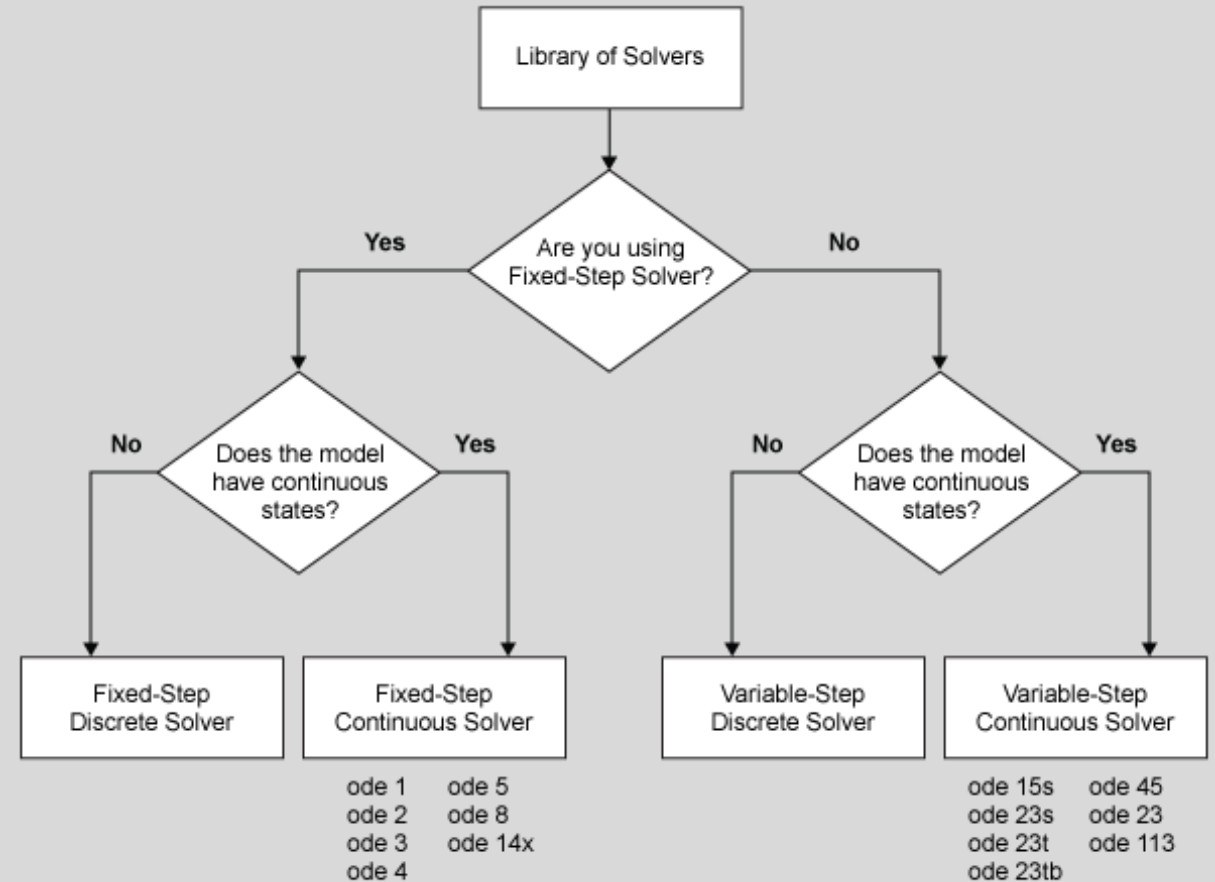 Library of Solvers
Are you using
Fixed-Step Solver?
Yes
No
Does the model
have continuous
states?
No
Yes
Does the model
have continuous
states?
No
Yes
Fixed-Step
Discrete Solver
Fixed-Step
Continuous Solver
ode 1 ode 5
ode 2 ode 8
ode 3 ode 14x
ode 4
Variable-Step
Discrete Solver
Variable-Step
Continuous Solver
ode 15s ode 45
ode 23s ode 23
ode 23t ode 113
ode 23tb